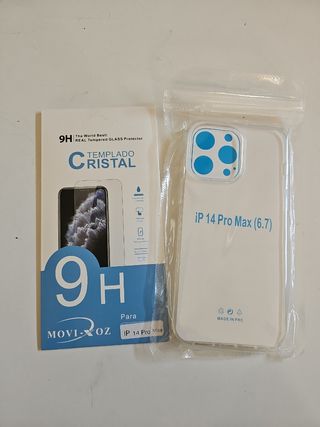 9H The World Best!
REAL Tempered GLASS Protector
TEMPLADO
CRISTAL
9H
MOVI-ROZ
Para
iP 14 Pro Max
iP 14 Pro Max (6.7)
MADE IN PRC